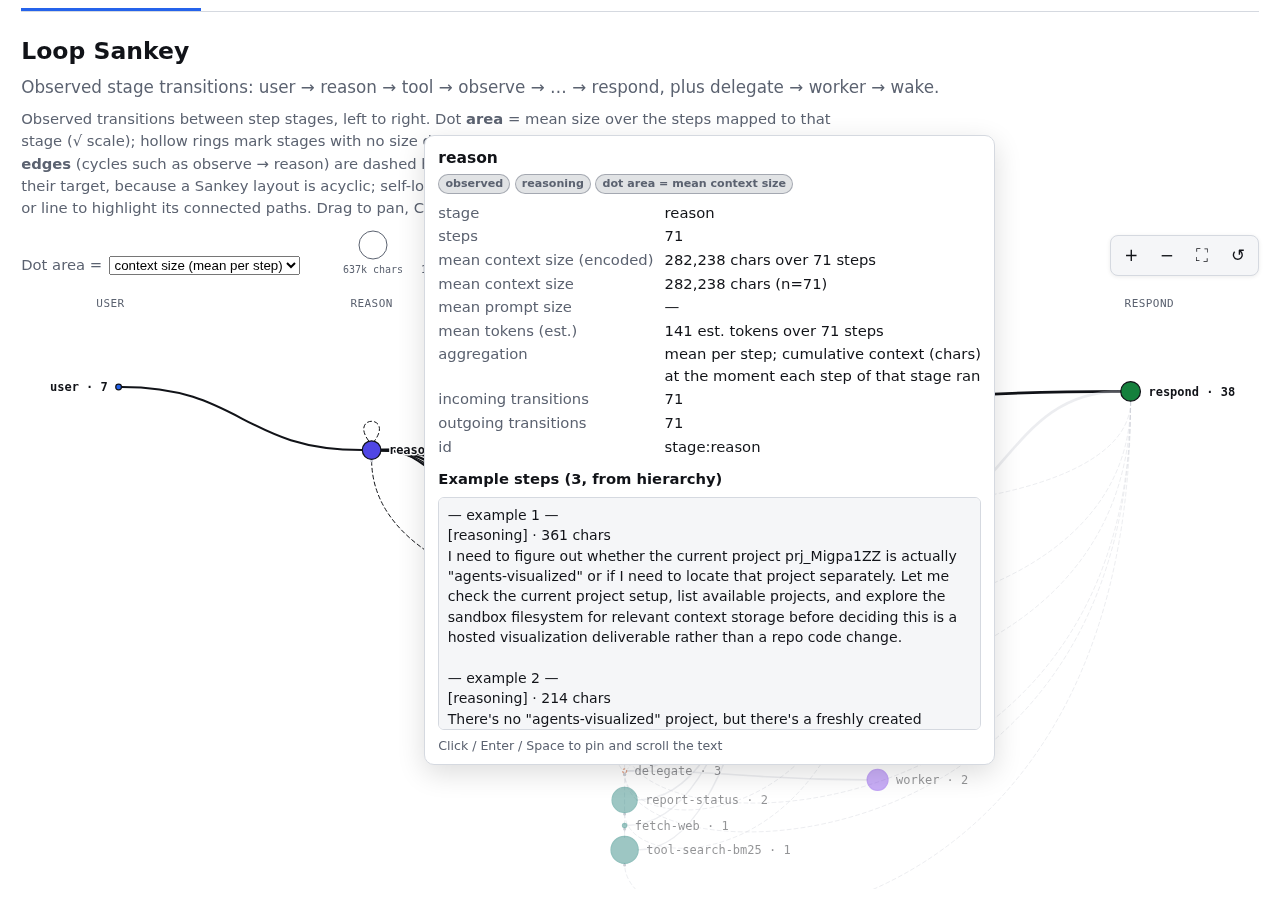 Loop Sankey
Observed stage transitions: user → reason → tool → observe → … → respond, plus delegate → worker → wake.
Observed transitions between step stages, left to right. Dot area = mean size over the steps mapped to that
stage (√ scale); hollow rings mark stages with no size
edges (cycles such as observe → reason) are dashed
their target, because a Sankey layout is acyclic;
or line to highlight its connected paths. Drag to pan,
Dot area =
context size (mean per step)
637k chars
+ − ⛶ ↺
USER
REASON
RESPOND
user · 7
respond · 38
reason
observed
reasoning
dot area = mean context size
stage reason
steps 71
mean context size (encoded) 282,238 chars over 71 steps
mean context size 282,238 chars (n=71)
mean prompt size —
mean tokens (est.) 141 est. tokens over 71 steps
aggregation mean per step; cumulative context (chars)
at the moment each step of that stage ran
incoming transitions 71
outgoing transitions 71
id stage:reason
Example steps (3, from hierarchy)
— example 1 —
[reasoning] · 361 chars
I need to figure out whether the current project prj_Migpa1ZZ is actually
"agents-visualized" or if I need to locate that project separately. Let me
check the current project setup, list available projects, and explore the
sandbox filesystem for relevant context storage before deciding this is a
hosted visualization deliverable rather than a repo code change.
— example 2 —
[reasoning] · 214 chars
There's no "agents-visualized" project, but there's a freshly created
Click / Enter / Space to pin and scroll the text
delegate · 3
worker · 2
report-status · 2
fetch-web · 1
tool-search-bm25 · 1